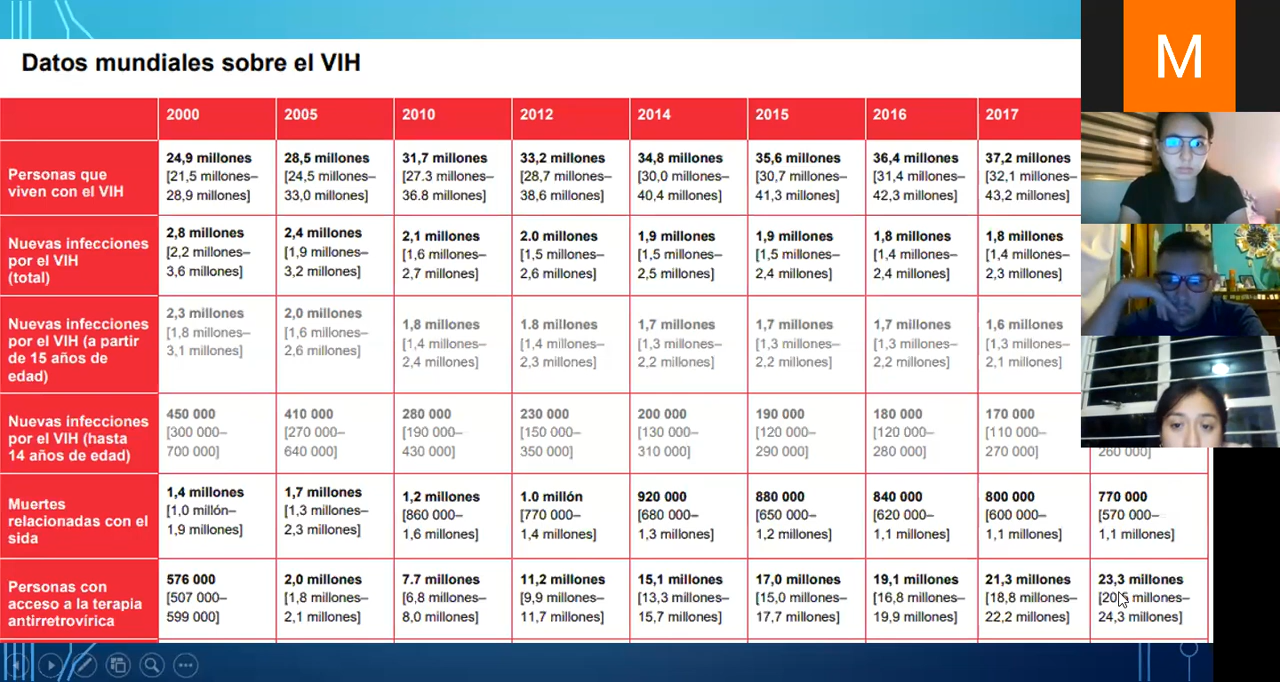 Datos mundiales sobre el VIH
M
2000 2005 2010 2012 2014 2015 2016 2017
Personas que
viven con el VIH
24,9 millones 28,5 millones 31,7 millones 33,2 millones 34,8 millones 35,6 millones 36,4 millones 37,2 millones
[21,5 millones– [24,5 millones– [27.3 millones– [28,7 millones– [30,0 millones– [30,7 millones– [31,4 millones– [32,1 millones–
28,9 millones] 33,0 millones] 36.8 millones] 38,6 millones] 40,4 millones] 41,3 millones] 42,3 millones] 43,2 millones]
Nuevas infecciones
por el VIH
(total)
2,8 millones 2,4 millones 2,1 millones 2.0 millones 1,9 millones 1,9 millones 1,8 millones 1,8 millones
[2,2 millones– [1,9 millones– [1,6 millones– [1,5 millones– [1,5 millones– [1,5 millones– [1,4 millones– [1,4 millones–
3,6 millones] 3,2 millones] 2,7 millones] 2,6 millones] 2,5 millones] 2,4 millones] 2,4 millones] 2,3 millones]
Nuevas infecciones
por el VIH (a partir
de 15 años de
edad)
2,3 millones 2,0 millones 1,8 millones 1.8 millones 1,7 millones 1,7 millones 1,7 millones 1,6 millones
[1,8 millones– [1,6 millones– [1,4 millones– [1,4 millones– [1,3 millones– [1,3 millones– [1,3 millones– [1,3 millones–
3,1 millones] 2,6 millones] 2,4 millones] 2,3 millones] 2,2 millones] 2,2 millones] 2,2 millones] 2,1 millones]
Nuevas infecciones
por el VIH (hasta
14 años de edad)
450 000 410 000 280 000 230 000 200 000 190 000 180 000 170 000
[300 000– [270 000– [190 000– [150 000– [130 000– [120 000– [120 000– [110 000–
700 000] 640 000] 430 000] 350 000] 310 000] 290 000] 280 000] 270 000] 260 000]
Muertes
relacionadas con el
sida
1,4 millones 1,7 millones 1,2 millones 1.0 millón 920 000 880 000 840 000 800 000 770 000
[1,0 millón– [1,3 millones– [860 000– [770 000– [680 000– [650 000– [620 000– [600 000– [570 000–
1,9 millones] 2,3 millones] 1,6 millones] 1,4 millones] 1,3 millones] 1,2 millones] 1,1 millones] 1,1 millones] 1,1 millones]
Personas con
acceso a la terapia
antirretrovírica
576 000 2,0 millones 7.7 millones 11,2 millones 15,1 millones 17,0 millones 19,1 millones 21,3 millones 23,3 millones
[507 000– [1,8 millones– [6,8 millones– [9,9 millones– [13,3 millones– [15,0 millones– [16,8 millones– [18,8 millones– millones–
599 000] 2,1 millones] 8,0 millones] 11,7 millones] 15,7 millones] 17,7 millones] 19,9 millones] 22,2 millones] 24,3 millones]